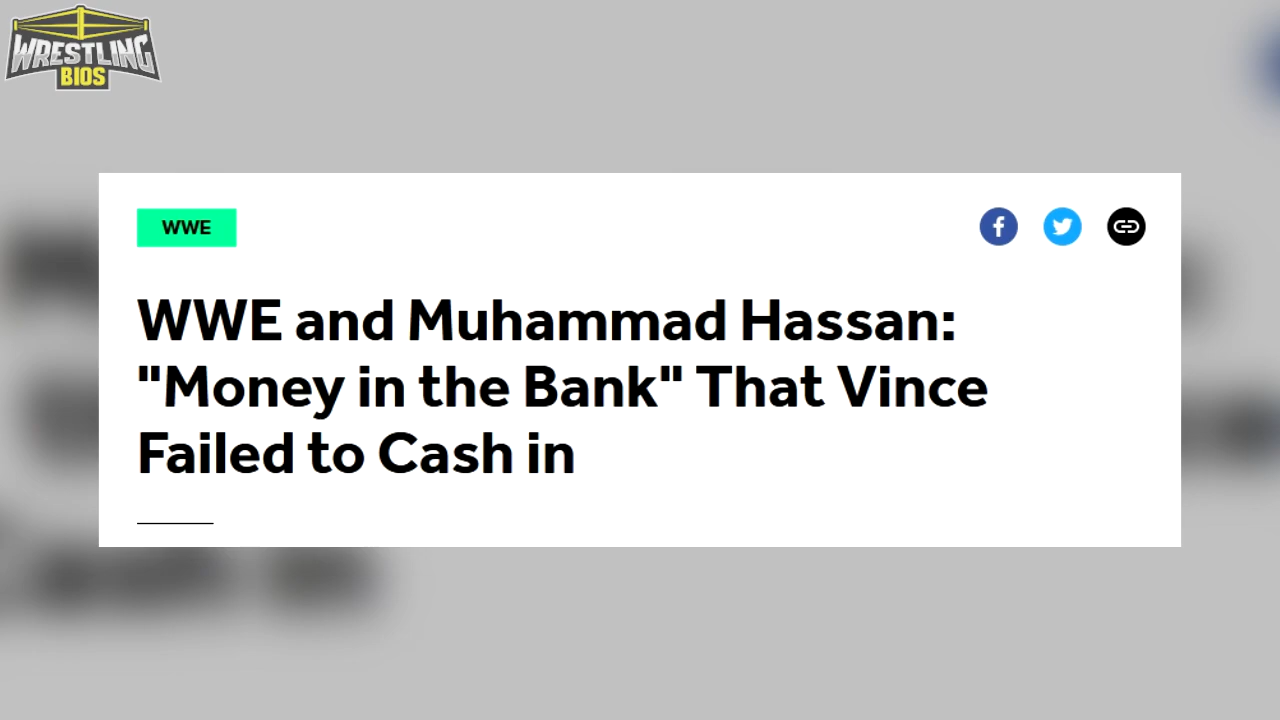 WRESTLING
BIOS
WWE
WWE and Muhammad Hassan:
"Money in the Bank" That Vince
Failed to Cash in